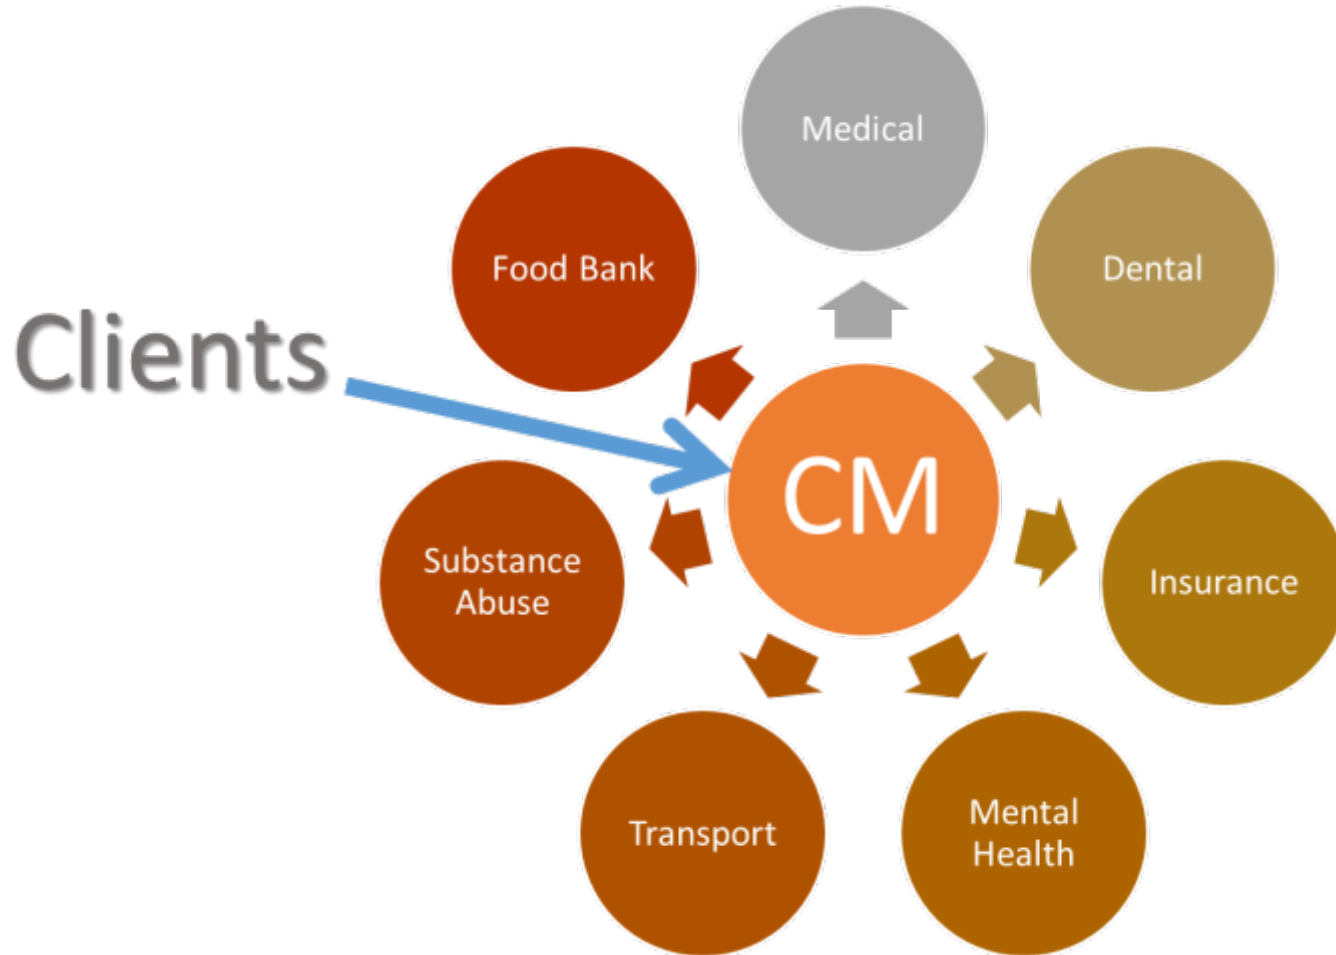 Medical
Food Bank
Dental
Clients
CM
Substance
Abuse
Insurance
Transport
Mental
Health